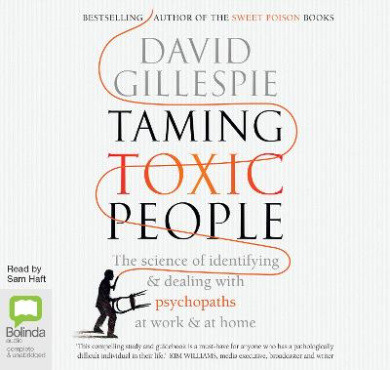 BESTSELLING AUTHOR OF THE SWEET POISON BOOKS
DAVID
GILLESPIE
TAMING
TOXIC
PEOPLE
The science of identifying
& dealing with
psychopaths
at work & at home
Read by
Sam Haft
Bolinda
audio
complete
& unabridged
'This compelling study and guidebook is a must-have for anyone who has a pathologically
difficult individual in their life.' KIM WILLIAMS, media executive, broadcaster and writer